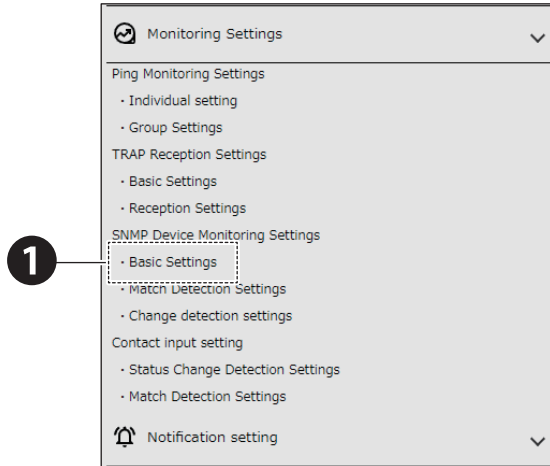 Monitoring Settings
Ping Monitoring Settings
・Individual setting
・Group Settings
TRAP Reception Settings
・Basic Settings
・Reception Settings
SNMP Device Monitoring Settings
1
・Basic Settings
・Match Detection Settings
・Change detection settings
Contact input setting
・Status Change Detection Settings
・Match Detection Settings
Notification setting